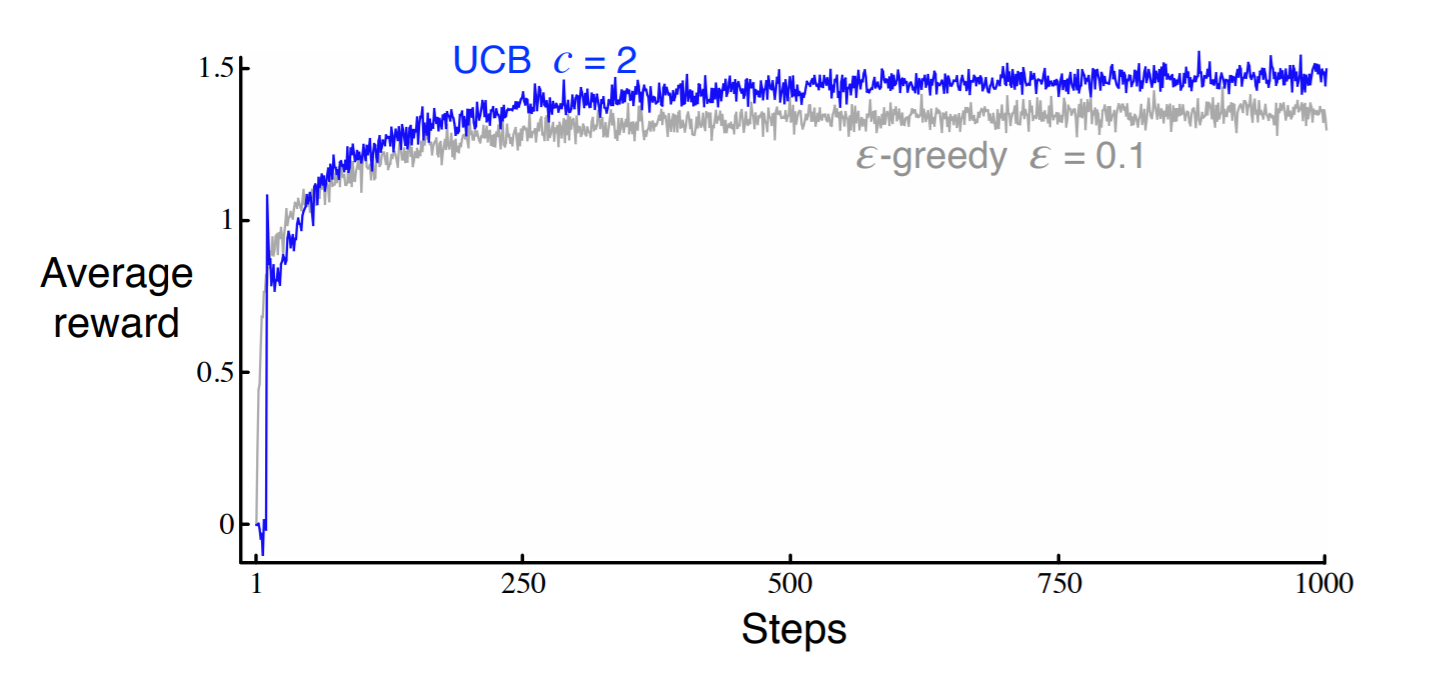 UCB c = 2
1.5
ε-greedy ε = 0.1
1
Average
reward
0.5
0
1 250 500 750 1000
Steps